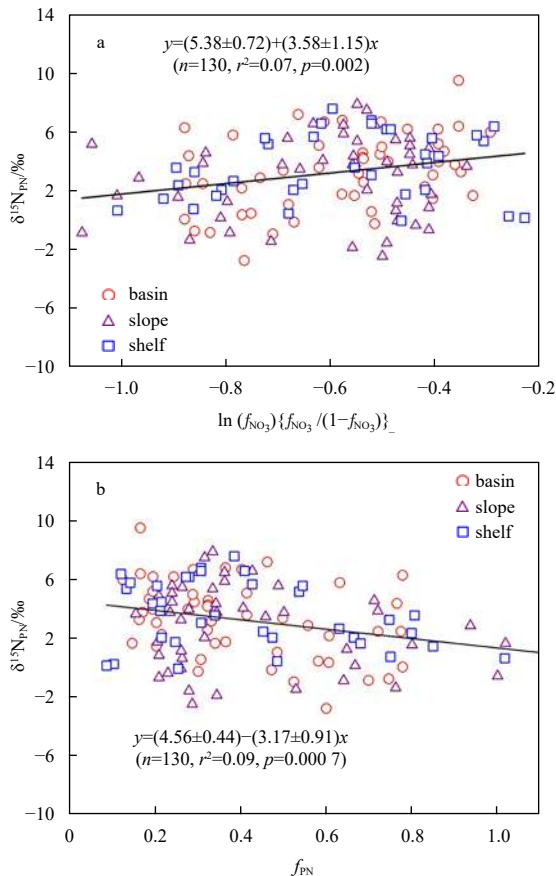 a
y=(5.38±0.72)+(3.58±1.15)x
(n=130, r²=0.07, p=0.002)
14
10
6
2
−2
−6
−10
δ¹⁵N_PN/‰
basin
slope
shelf
−1.0 −0.8 −0.6 −0.4 −0.2
ln (f_NO₃){f_NO₃/(1−f_NO₃)}_
b
basin
slope
shelf
14
10
6
2
−2
−6
−10
δ¹⁵N_PN/‰
y=(4.56±0.44)−(3.17±0.91)x
(n=130, r²=0.09, p=0.000 7)
0 0.2 0.4 0.6 0.8 1.0
f_PN